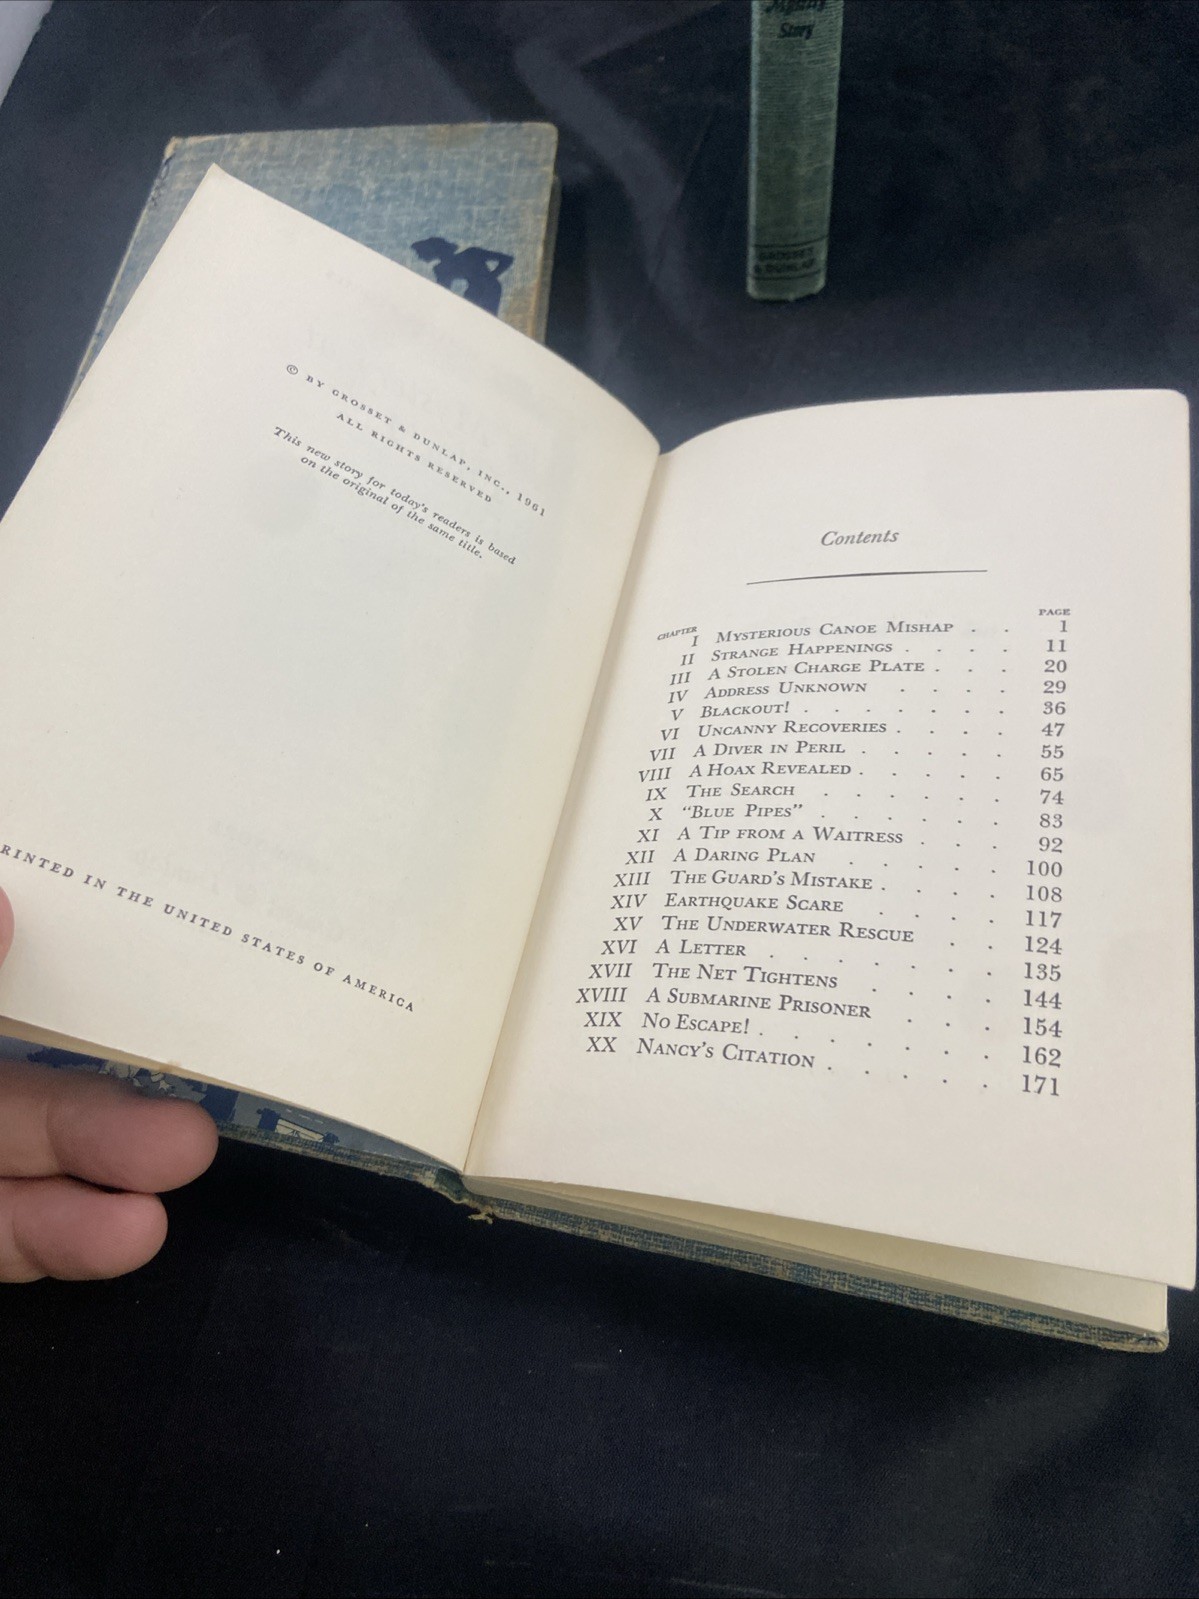 Mystery
Story
GROSSET
& DUNLAP
© BY GROSSET & DUNLAP, INC., 1961
ALL RIGHTS RESERVED
This new story for today's readers is based
on the original of the same title.
RINTED IN THE UNITED STATES OF AMERICA
Contents
CHAPTER PAGE
I MYSTERIOUS CANOE MISHAP . . 1
II STRANGE HAPPENINGS . . . . 11
III A STOLEN CHARGE PLATE . . . 20
IV ADDRESS UNKNOWN . . . . 29
V BLACKOUT! . . . . . . . 36
VI UNCANNY RECOVERIES . . . . 47
VII A DIVER IN PERIL . . . . . 55
VIII A HOAX REVEALED . . . . . 65
IX THE SEARCH . . . . . . 74
X "BLUE PIPES" . . . . . . 83
XI A TIP FROM A WAITRESS . . . 92
XII A DARING PLAN . . . . . 100
XIII THE GUARD'S MISTAKE . . . . 108
XIV EARTHQUAKE SCARE . . . . 117
XV THE UNDERWATER RESCUE . . 124
XVI A LETTER . . . . . . . 135
XVII THE NET TIGHTENS . . . . 144
XVIII A SUBMARINE PRISONER . . . 154
XIX NO ESCAPE! . . . . . . . 162
XX NANCY'S CITATION . . . . . 171